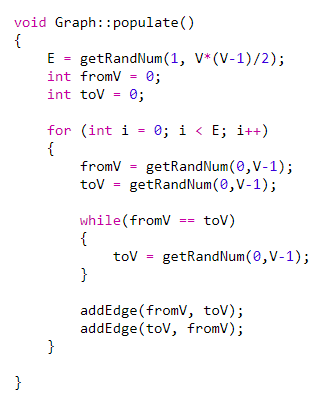 void Graph::populate()
{
    E = getRandNum(1, V*(V-1)/2);
    int fromV = 0;
    int toV = 0;

    for (int i = 0; i < E; i++)
    {
        fromV = getRandNum(0,V-1);
        toV = getRandNum(0,V-1);

        while(fromV == toV)
        {
            toV = getRandNum(0,V-1);
        }

        addEdge(fromV, toV);
        addEdge(toV, fromV);
    }

}